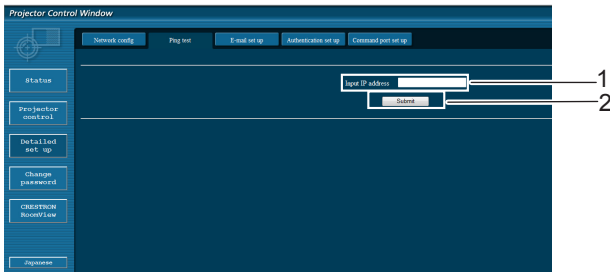 Projector Control Window
Network config
Ping test
E-mail set up
Authentication set up
Command port set up
Status
Input IP address
1
Submit
2
Projector
control
Detailed
set up
Change
password
CRESTRON
RoomView
Japanese